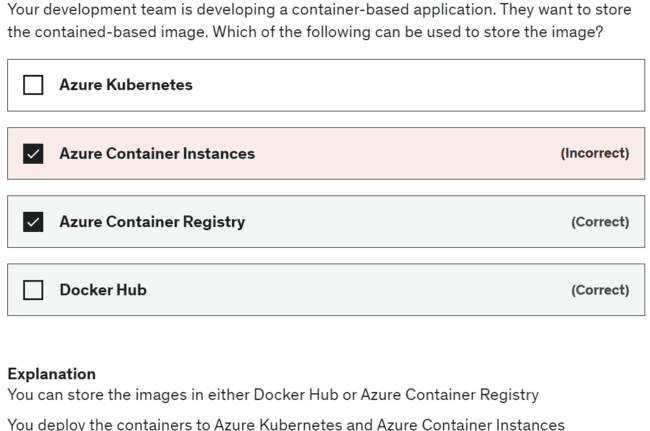 Your development team is developing a container-based application. They want to store
the contained-based image. Which of the following can be used to store the image?
Azure Kubernetes
Azure Container Instances (Incorrect)
Azure Container Registry (Correct)
Docker Hub (Correct)
Explanation
You can store the images in either Docker Hub or Azure Container Registry
You deploy the containers to Azure Kubernetes and Azure Container Instances